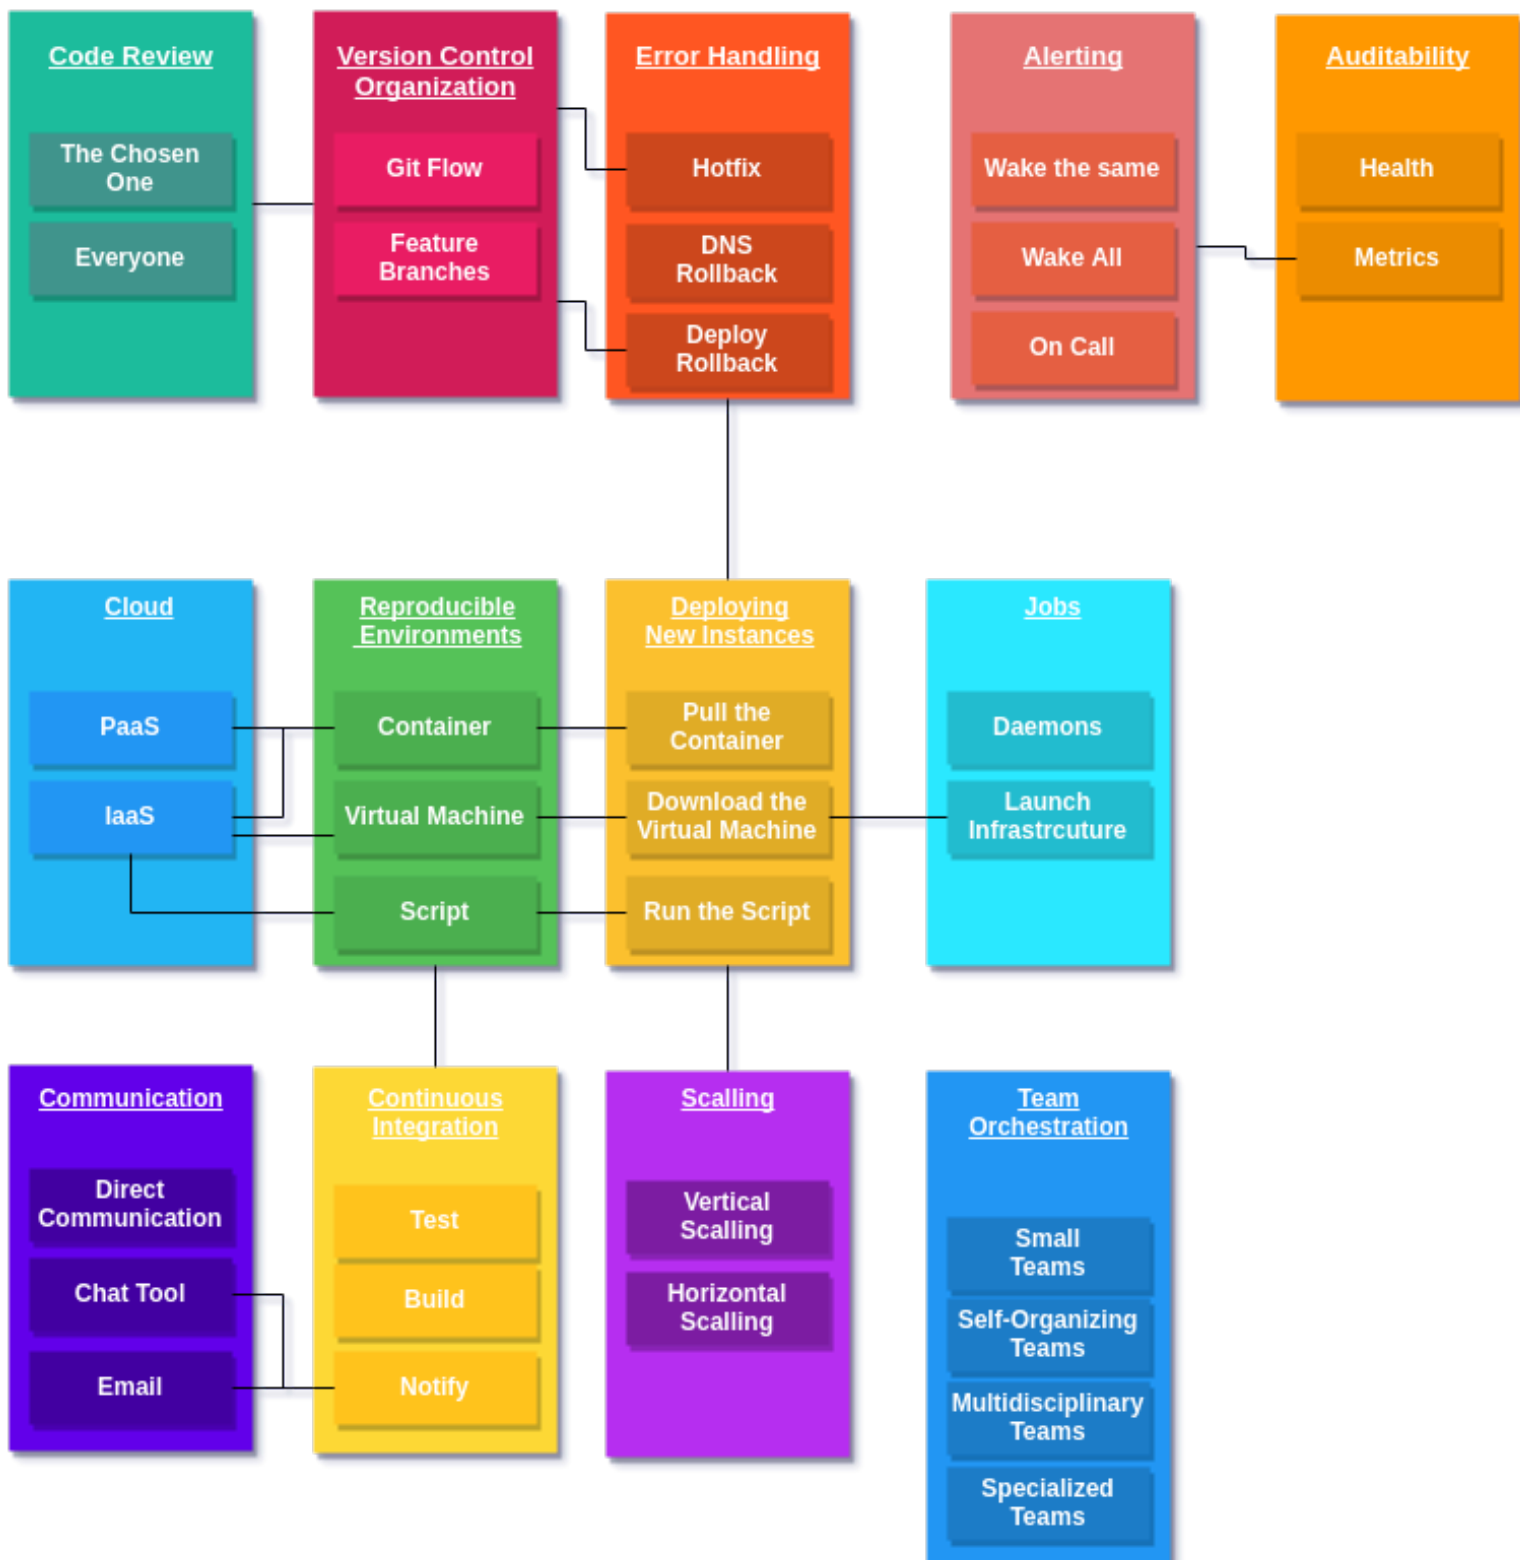 Code Review
The Chosen
One
Everyone
Version Control
Organization
Git Flow
Feature
Branches
Error Handling
Hotfix
DNS
Rollback
Deploy
Rollback
Alerting
Wake the same
Wake All
On Call
Auditability
Health
Metrics
Cloud
PaaS
IaaS
Reproducible
Environments
Container
Virtual Machine
Script
Deploying
New Instances
Pull the
Container
Download the
Virtual Machine
Run the Script
Jobs
Daemons
Launch
Infrastrcuture
Communication
Direct
Communication
Chat Tool
Email
Continuous
Integration
Test
Build
Notify
Scalling
Vertical
Scalling
Horizontal
Scalling
Team
Orchestration
Small
Teams
Self-Organizing
Teams
Multidisciplinary
Teams
Specialized
Teams